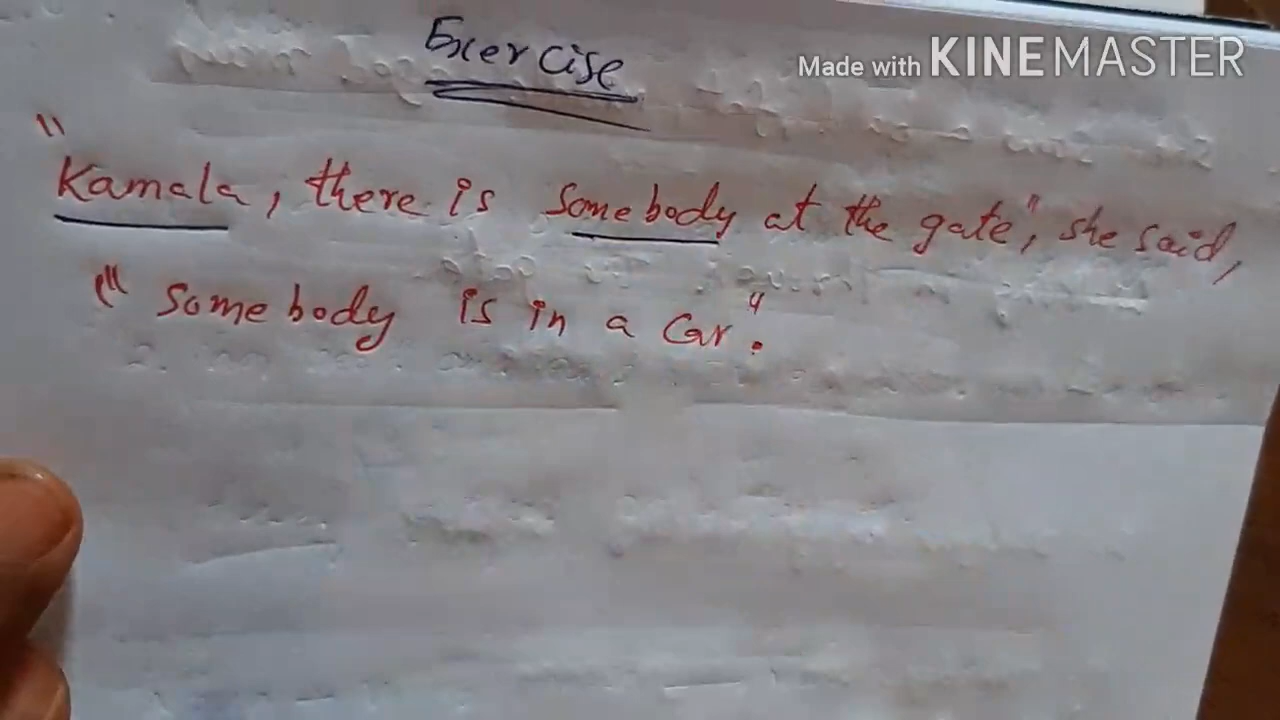 Exercise
Made with KINEMASTER
"Kamala, there is somebody at the gate", she said,
"Somebody is in a car".